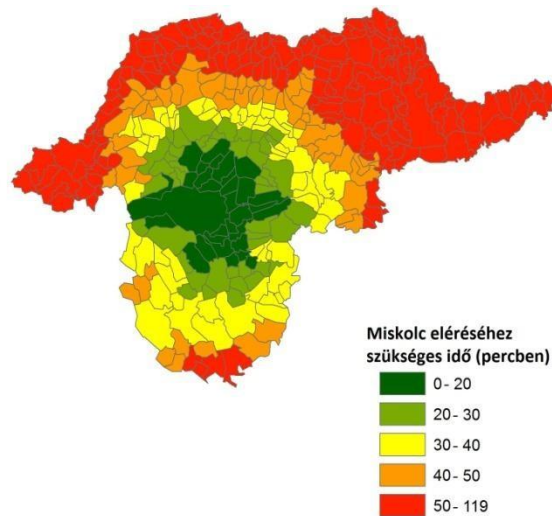 Miskolc eléréséhez
szükséges idő (percben)
0 - 20
20 - 30
30 - 40
40 - 50
50 - 119